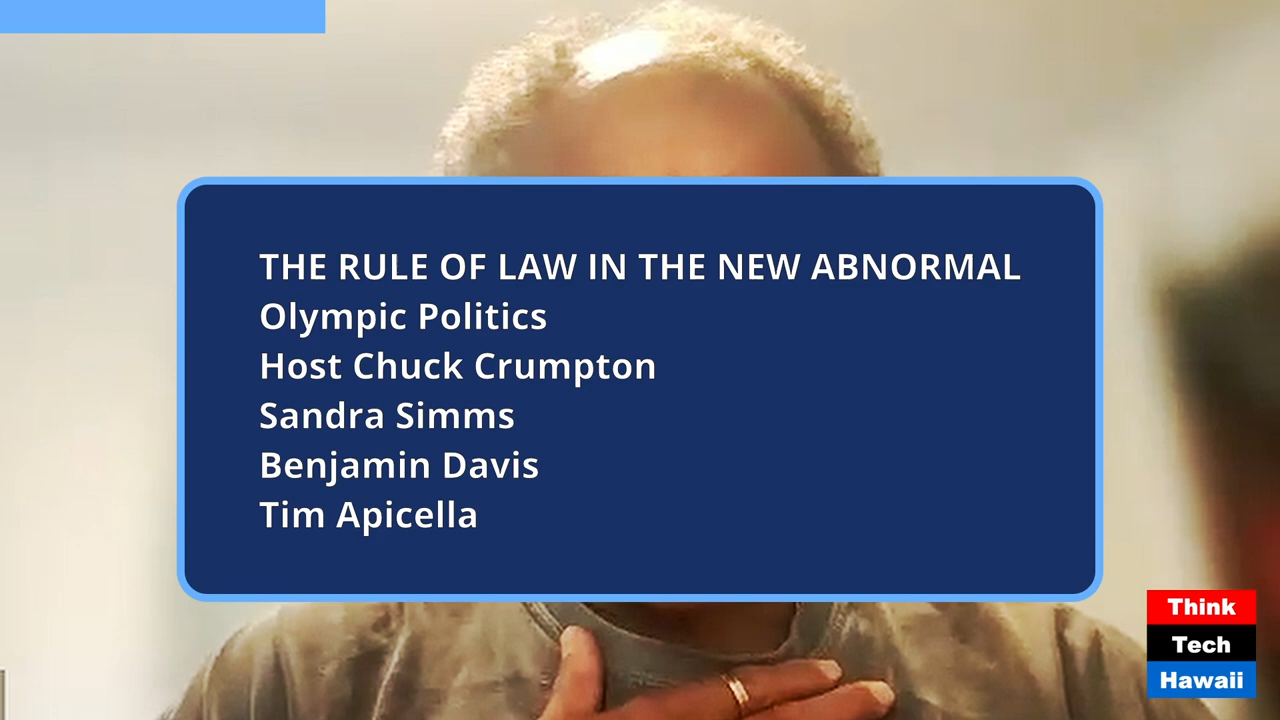 THE RULE OF LAW IN THE NEW ABNORMAL
Olympic Politics
Host Chuck Crumpton
Sandra Simms
Benjamin Davis
Tim Apicella
Think
Tech
Hawaii